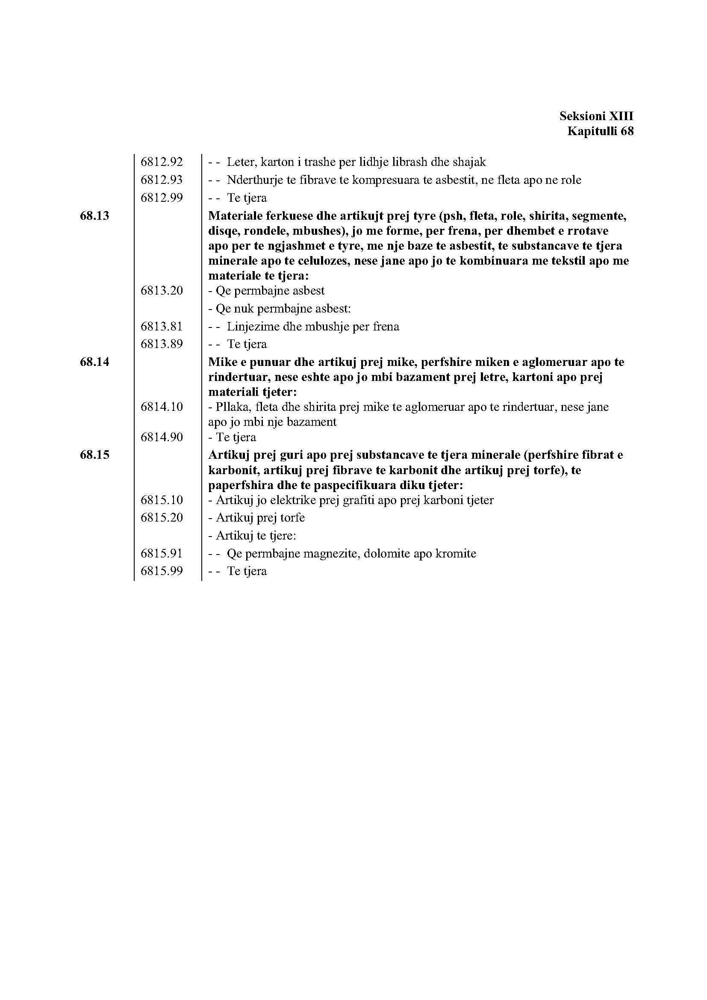 Seksioni XIII
Kapitulli 68
6812.92 - - Leter, karton i trashe per lidhje librash dhe shajak
6812.93 - - Nderthurje te fibrave te kompresuara te asbestit, ne fleta apo ne role
6812.99 - - Te tjera
68.13 Materiale ferkuese dhe artikujt prej tyre (psh, fleta, role, shirita, segmente,
disqe, rondele, mbushes), jo me forme, per frena, per dhembet e rrotave
apo per te ngjashmet e tyre, me nje baze te asbestit, te substancave te tjera
minerale apo te celulozes, nese jane apo jo te kombinuara me tekstil apo me
materiale te tjera:
6813.20 - Qe permbajne asbest
- Qe nuk permbajne asbest:
6813.81 - - Linjezime dhe mbushje per frena
6813.89 - - Te tjera
68.14 Mike e punuar dhe artikuj prej mike, perfshire miken e aglomeruar apo te
rindertuar, nese eshte apo jo mbi bazament prej letre, kartoni apo prej
materiali tjeter:
6814.10 - Pllaka, fleta dhe shirita prej mike te aglomeruar apo te rindertuar, nese jane
apo jo mbi nje bazament
6814.90 - Te tjera
68.15 Artikuj prej guri apo prej substancave te tjera minerale (perfshire fibrat e
karbonit, artikuj prej fibrave te karbonit dhe artikuj prej torfe), te
paperfshira dhe te paspecifikuara diku tjeter:
6815.10 - Artikuj jo elektrike prej grafiti apo prej karboni tjeter
6815.20 - Artikuj prej torfe
- Artikuj te tjere:
6815.91 - - Qe permbajne magnezite, dolomite apo kromite
6815.99 - - Te tjera